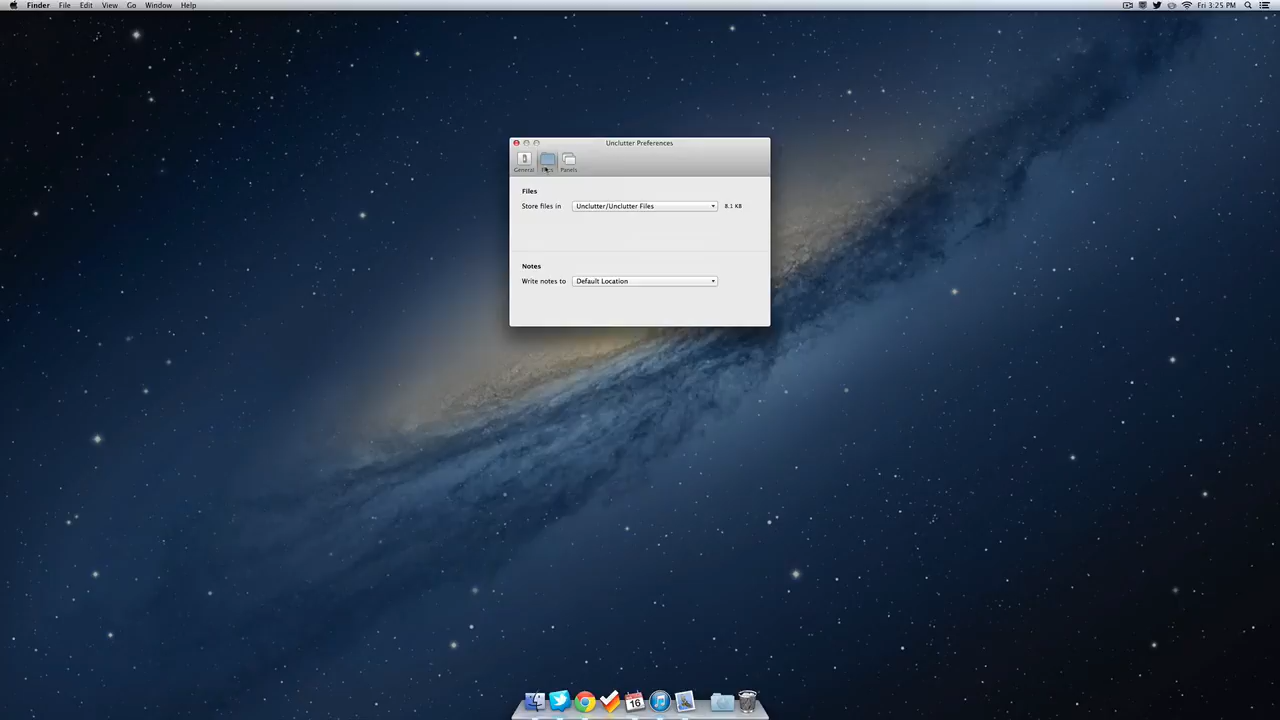 Finder File Edit View Go Window Help Fri 3:25 PM
Unclutter Preferences
General Files Panels
Files
Store files in Unclutter/Unclutter Files 8.1 KB
Notes
Write notes to Default Location
16